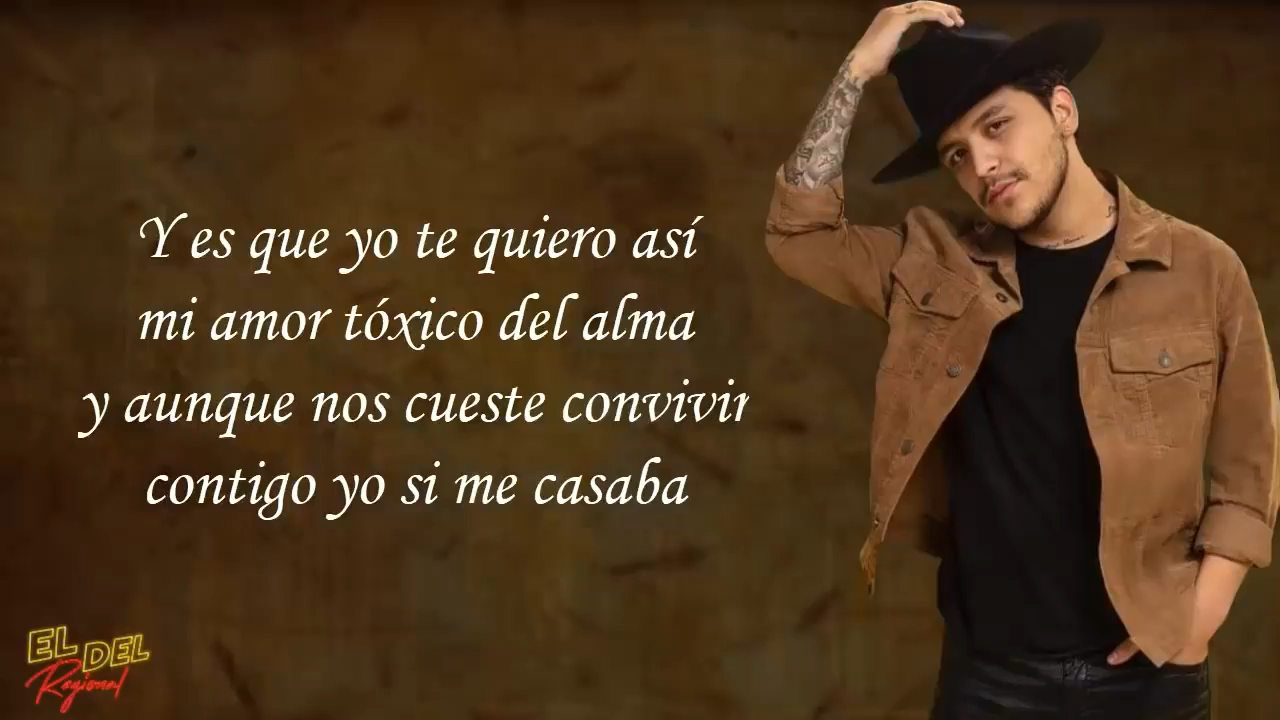 Y es que yo te quiero así
mi amor tóxico del alma
y aunque nos cueste convivir
contigo yo si me casaba
EL DEL
Regional